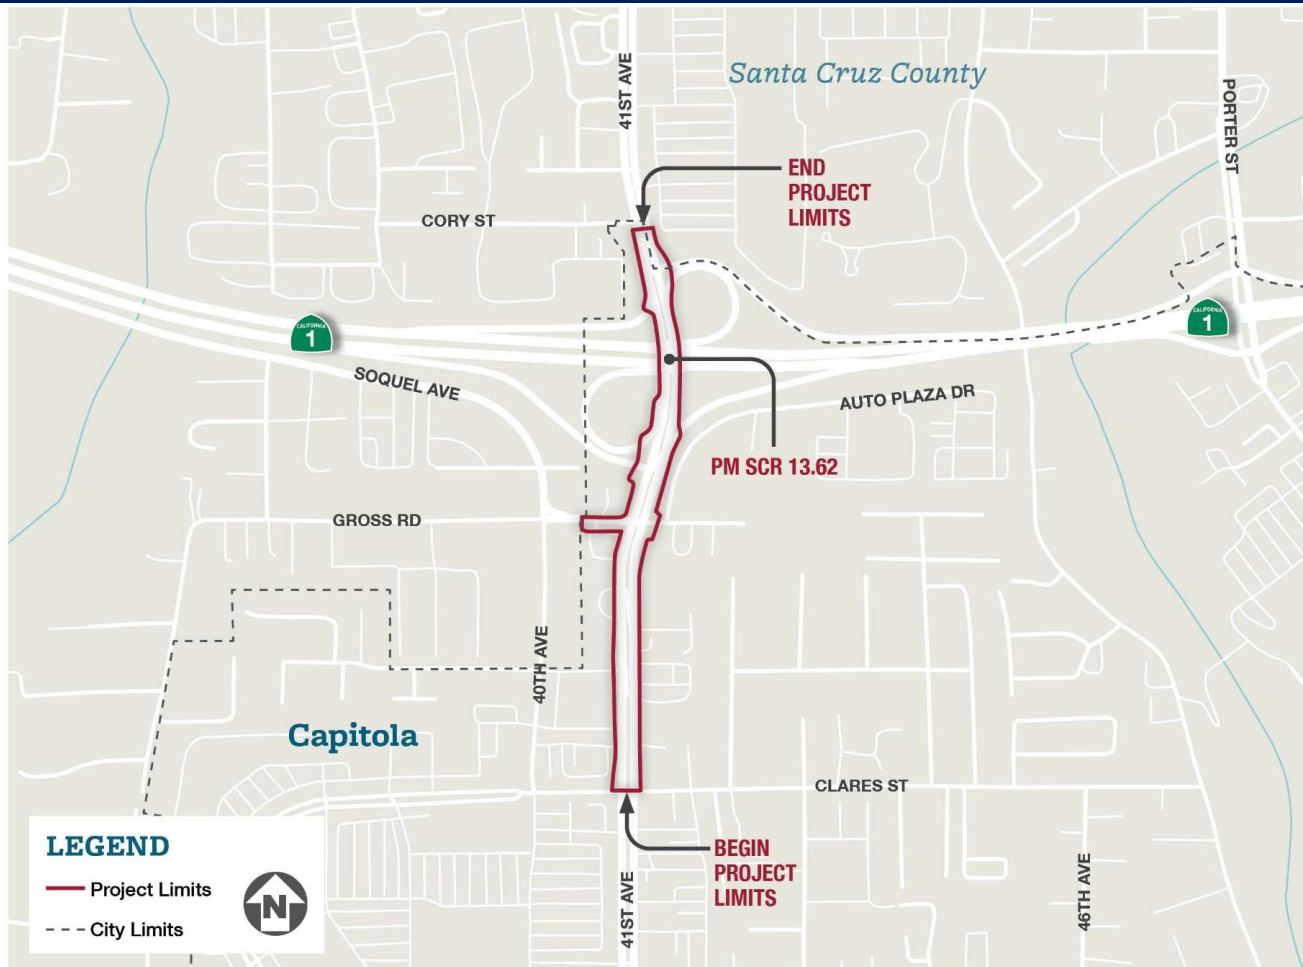 41ST AVE
Santa Cruz County
PORTER ST
END
PROJECT
LIMITS
CORY ST
CALIFORNIA
1
CALIFORNIA
1
SOQUEL AVE
AUTO PLAZA DR
PM SCR 13.62
GROSS RD
40TH AVE
Capitola
CLARES ST
BEGIN
PROJECT
LIMITS
41ST AVE
46TH AVE
LEGEND
Project Limits
City Limits
N